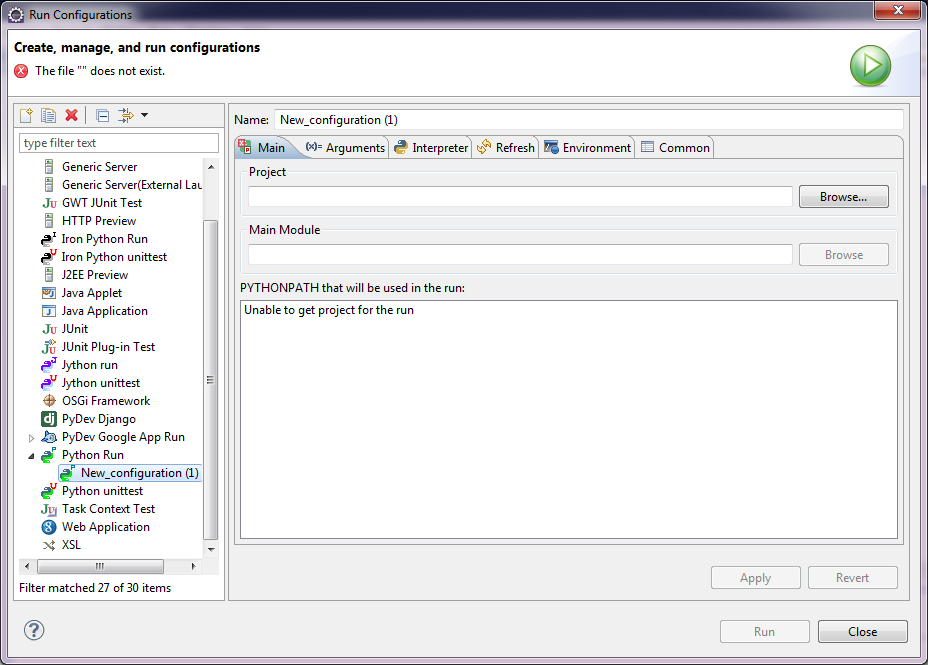 Run Configurations
Create, manage, and run configurations
The file "" does not exist.
type filter text
Generic Server
Generic Server(External Lau
GWT JUnit Test
HTTP Preview
Iron Python Run
Iron Python unittest
J2EE Preview
Java Applet
Java Application
JUnit
JUnit Plug-in Test
Jython run
Jython unittest
OSGi Framework
PyDev Django
PyDev Google App Run
Python Run
New_configuration (1)
Python unittest
Task Context Test
Web Application
XSL
Filter matched 27 of 30 items
Name: New_configuration (1)
Main (x)= Arguments Interpreter Refresh Environment Common
Project
Browse...
Main Module
Browse
PYTHONPATH that will be used in the run:
Unable to get project for the run
Apply Revert
? Run Close